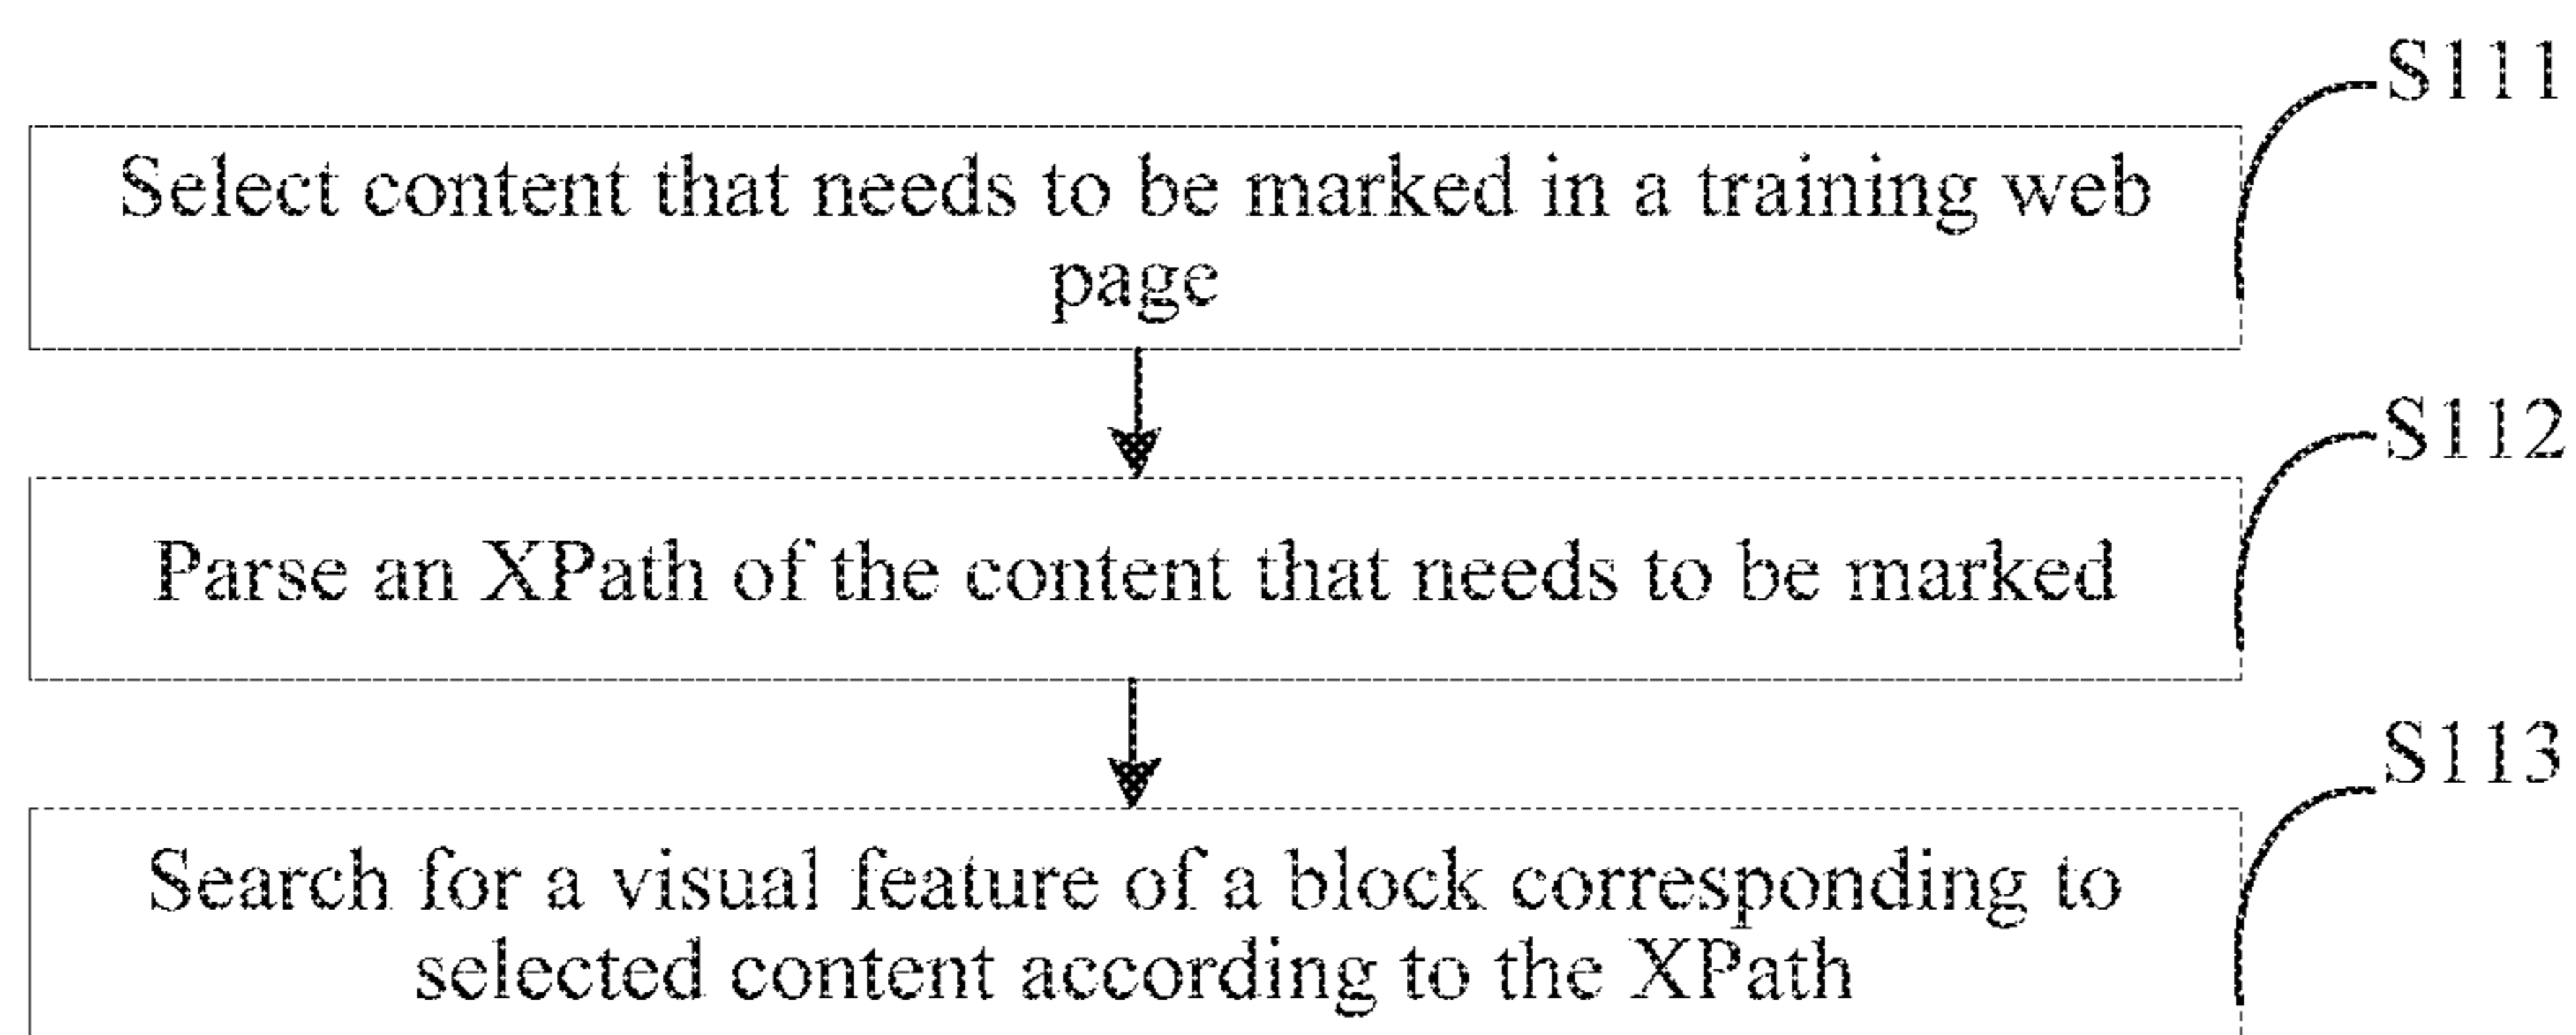 S111
Select content that needs to be marked in a training web
page
S112
Parse an XPath of the content that needs to be marked
S113
Search for a visual feature of a block corresponding to
selected content according to the XPath